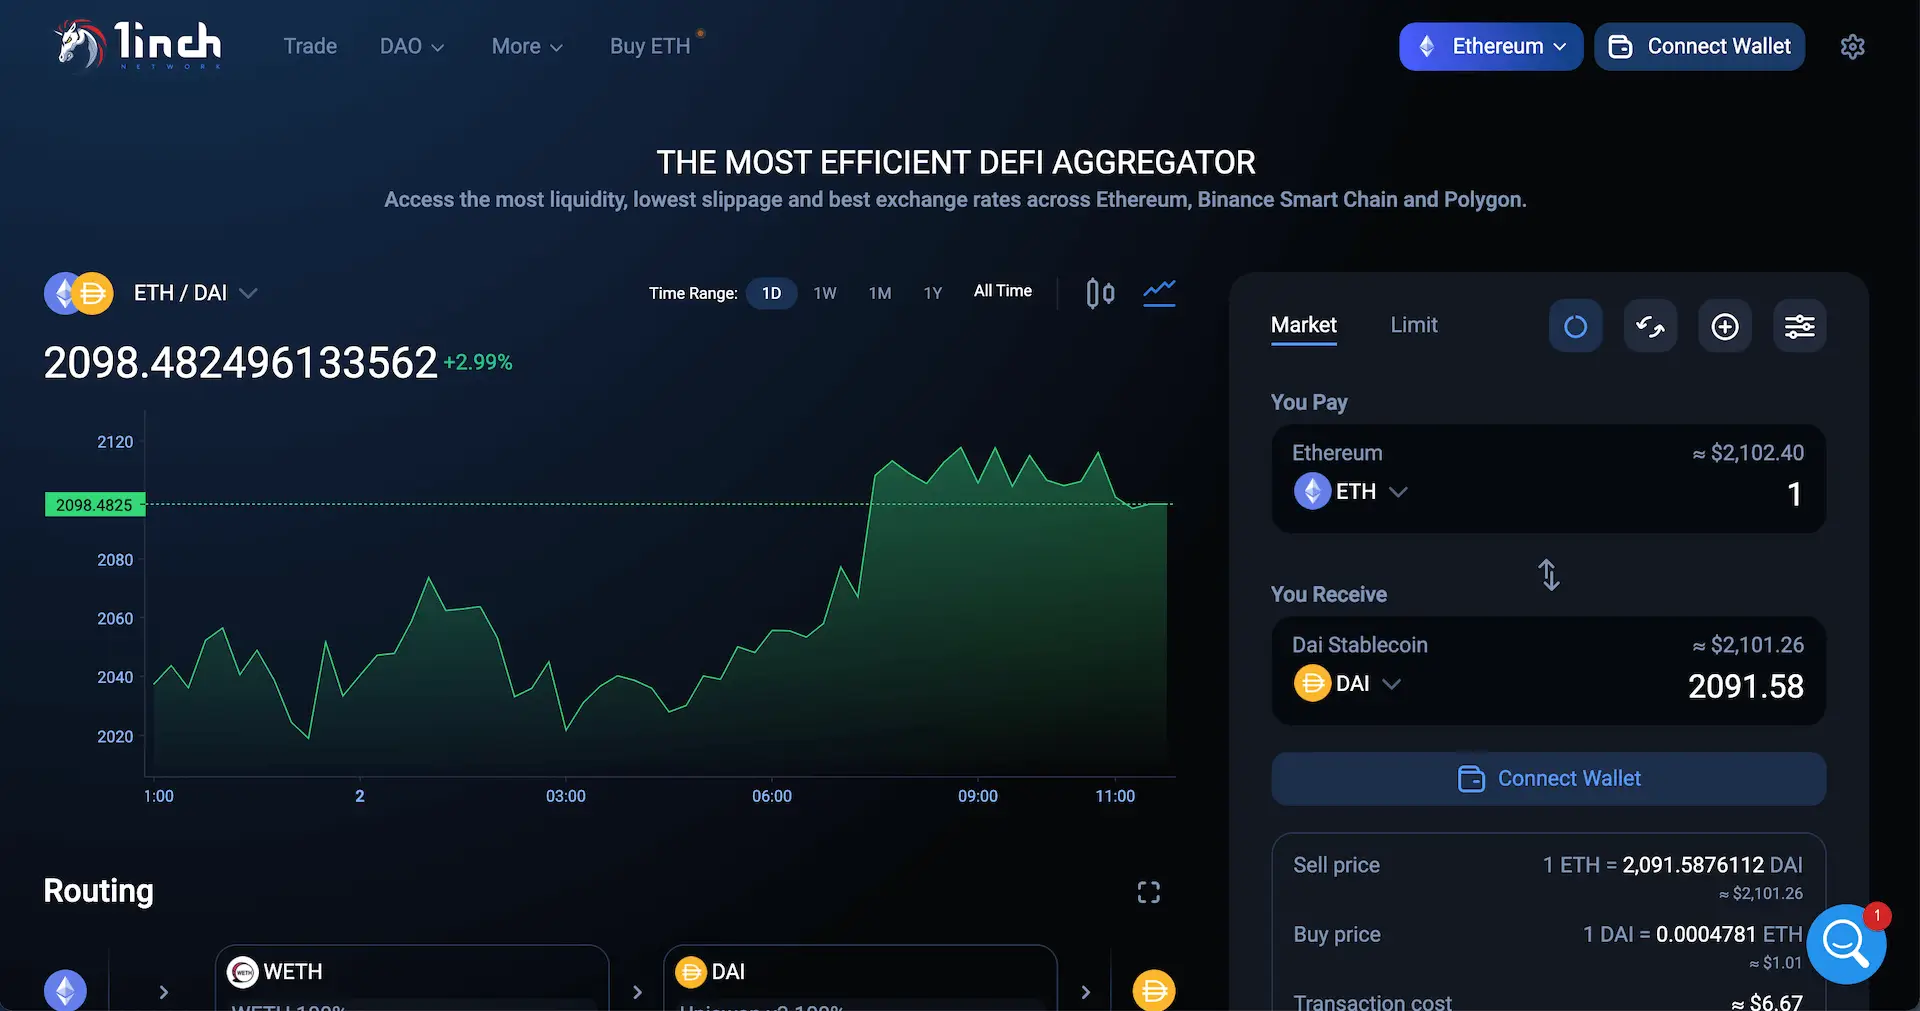 1inch
NETWORK
Trade
DAO
More
Buy ETH
Ethereum
Connect Wallet
THE MOST EFFICIENT DEFI AGGREGATOR
Access the most liquidity, lowest slippage and best exchange rates across Ethereum, Binance Smart Chain and Polygon.
ETH / DAI
Time Range: 1D 1W 1M 1Y All Time
2098.482496133562 +2.99%
2120
2098.4825
2080
2060
2040
2020
1:00 2 03:00 06:00 09:00 11:00
Market Limit
You Pay
Ethereum ≈ $2,102.40
ETH 1
You Receive
Dai Stablecoin ≈ $2,101.26
DAI 2091.58
Connect Wallet
Sell price 1 ETH = 2,091.5876112 DAI
≈ $2,101.26
Buy price 1 DAI = 0.0004781 ETH
≈ $1.01
Transaction cost ≈ $6.67
1
Routing
WETH
WETH
WETH 100%
DAI
Uniswap v2 100%